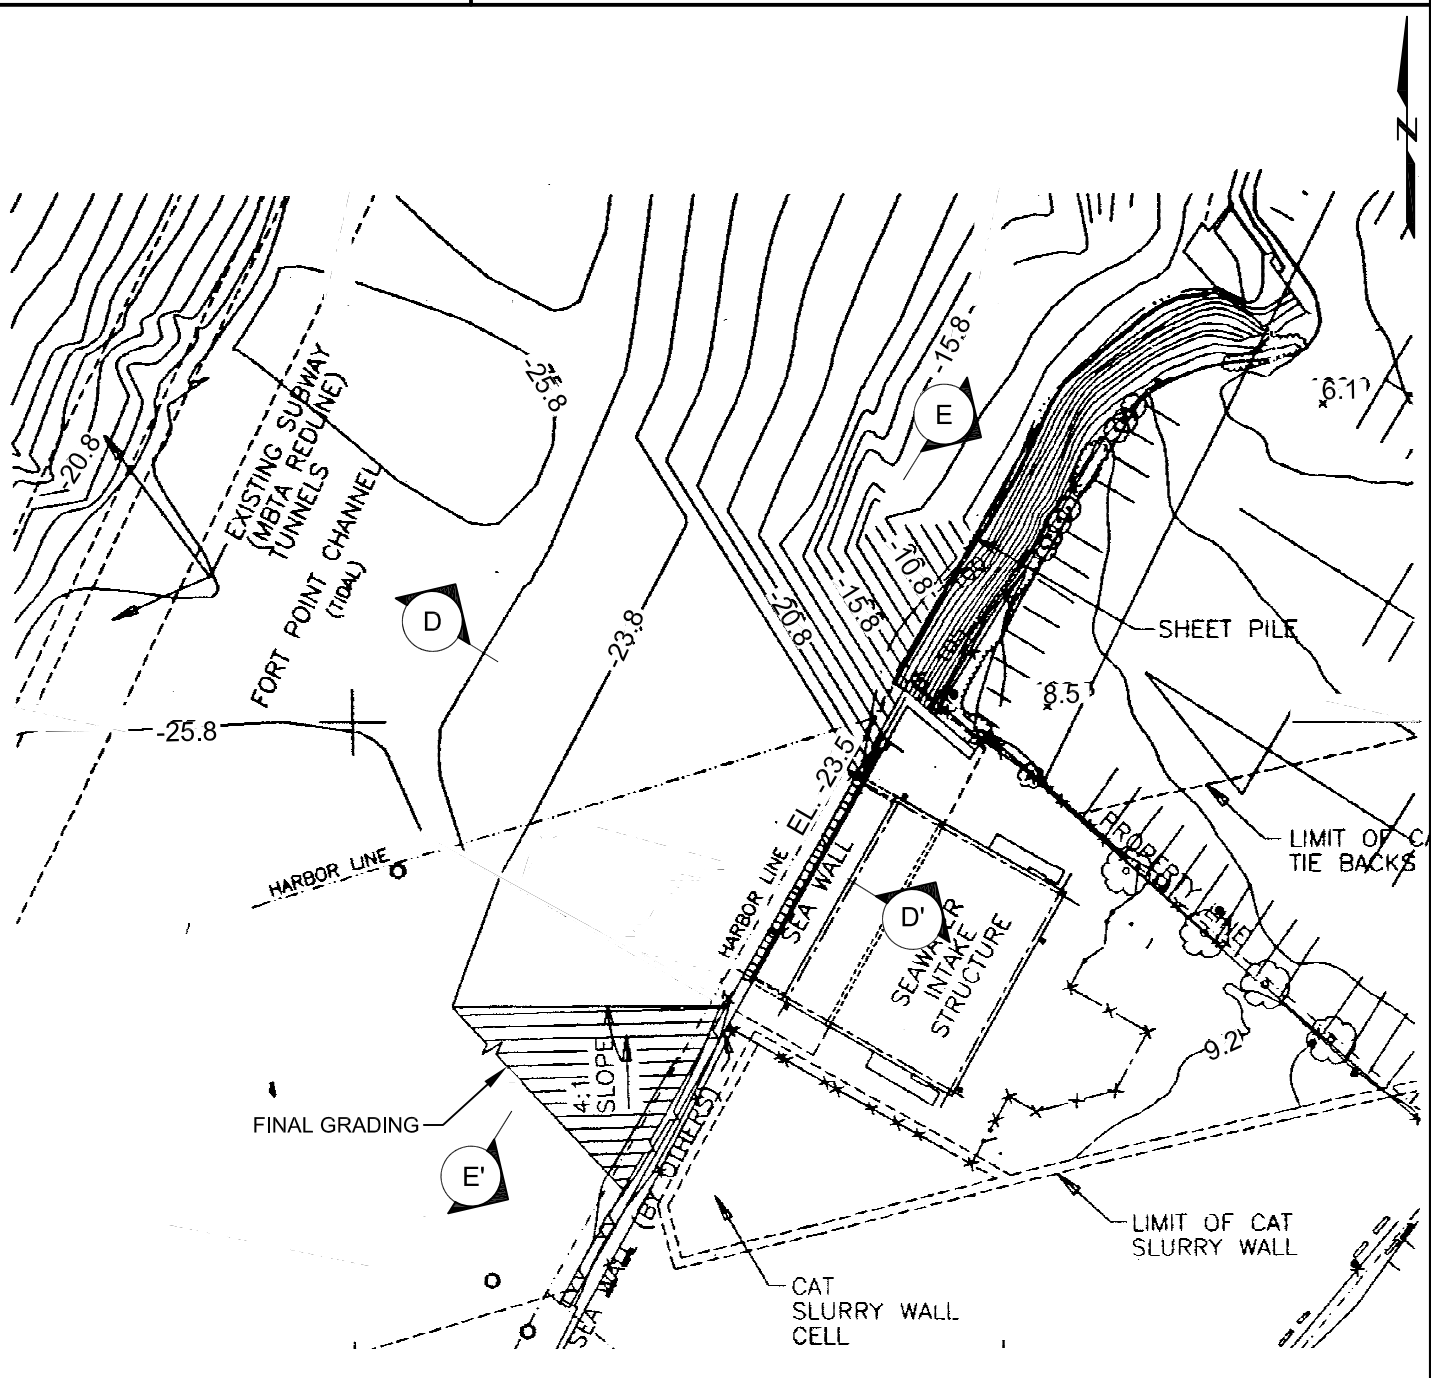 N
-15.8
-25.8
E
6.1
EXISTING SUBWAY
(MBTA REDLINE)
TUNNELS
-20.8
FORT POINT CHANNEL
(TIDAL)
-10.8
-15.8
-20.8
D
-23.8
SHEET PILE
8.5
-25.8
EL. -23.5
HARBOR LINE
HARBOR LINE
SEA WALL
PROPERTY LINE
LIMIT OF CA
TIE BACKS
D'
SEAWATER
INTAKE
STRUCTURE
9.2
4:1
SLOPE
FINAL GRADING
E'
SEA WALL (BY OTHERS)
LIMIT OF CAT
SLURRY WALL
CAT
SLURRY WALL
CELL